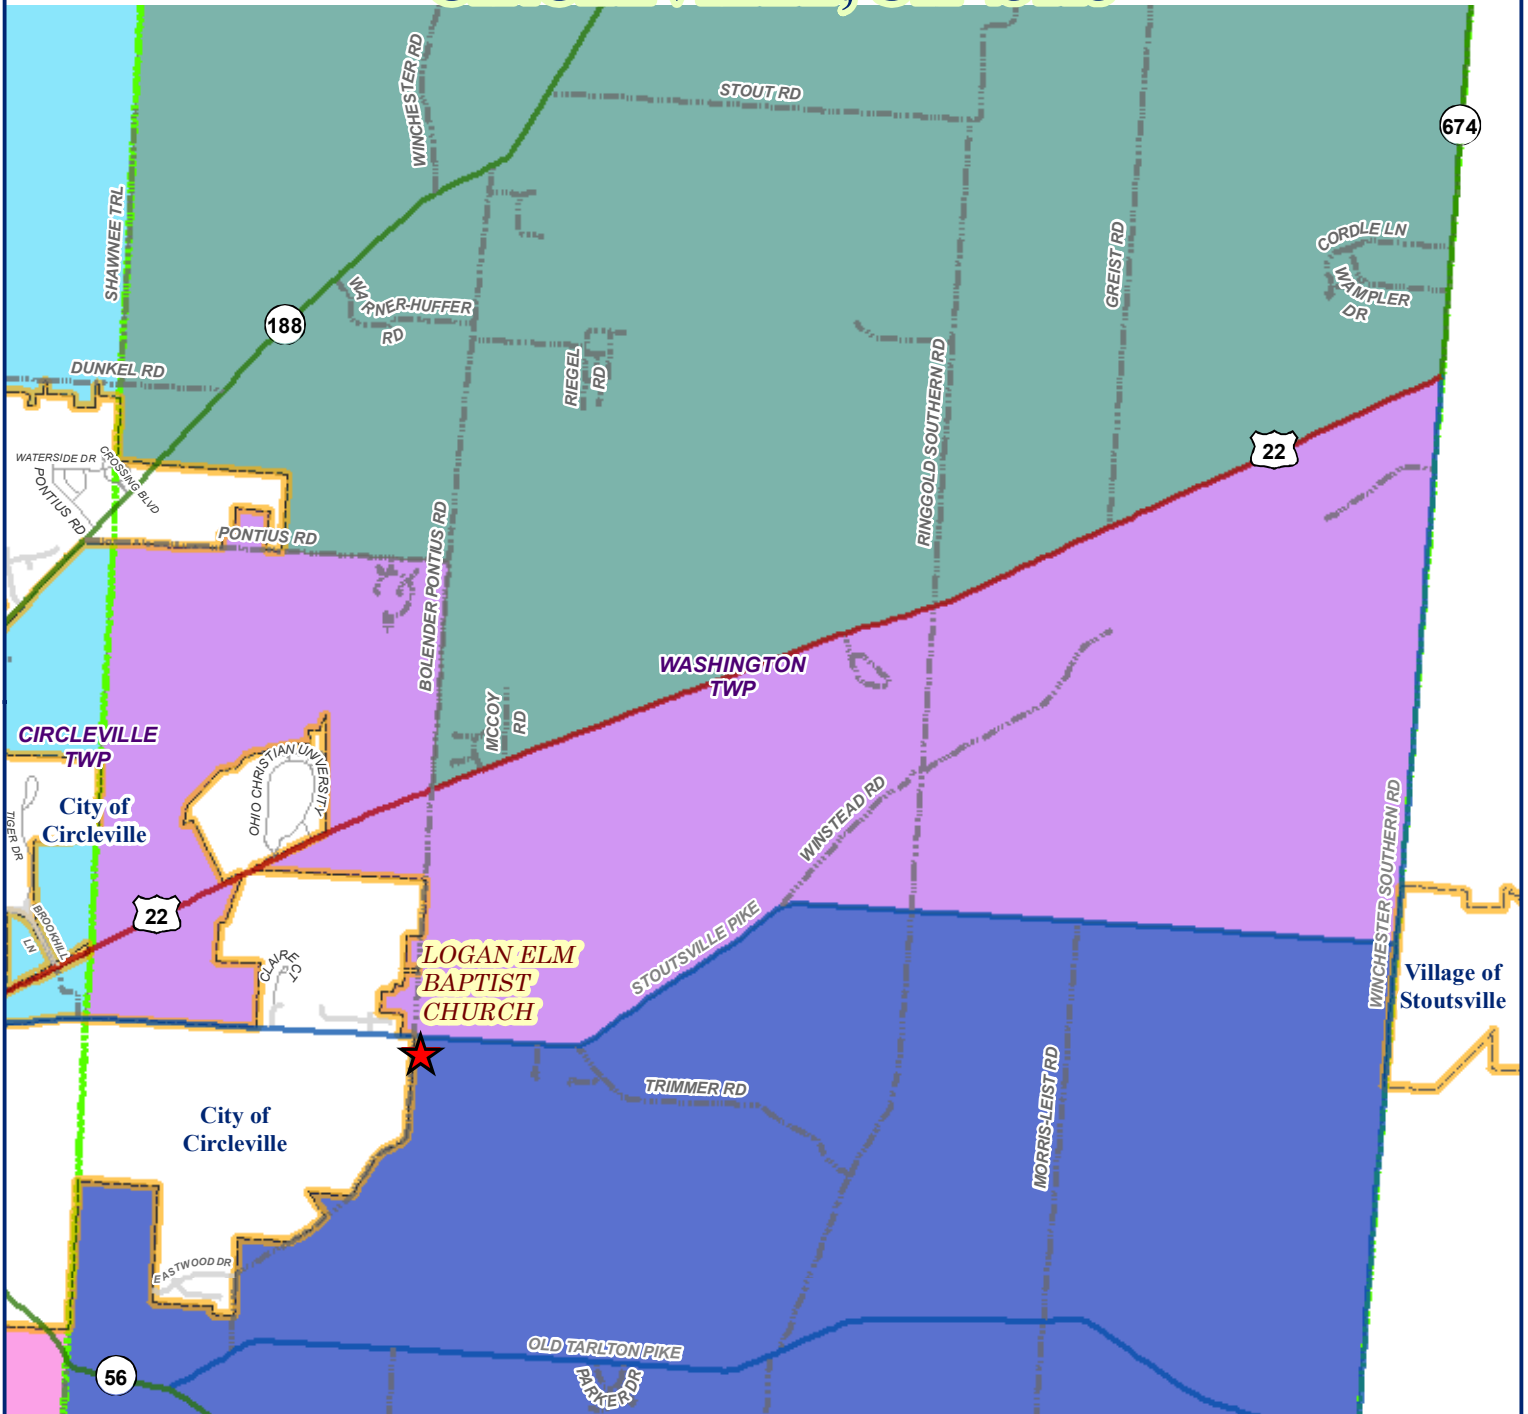 WINCHESTER RD
STOUT RD
674
SHAWNEE TRL
GREIST RD
CORDLE LN
WAMPLER
DR
188
WARNER-HUFFER
RD
RIEGEL
RD
RINGGOLD SOUTHERN RD
DUNKEL RD
22
WATERSIDE DR
CROSSING BLVD
PONTIUS RD
PONTIUS RD
BOLENDER PONTIUS RD
WASHINGTON
TWP
MCCOY
RD
CIRCLEVILLE
TWP
OHIO CHRISTIAN UNIVERSITY
City of
Circleville
TIGER DR
WINSTEAD RD
WINCHESTER SOUTHERN RD
22
BROOKHILL
LN
STOUTSVILLE PIKE
CLAIRE CT
LOGAN ELM
BAPTIST
CHURCH
Village of
Stoutsville
TRIMMER RD
MORRIS-LEIST RD
City of
Circleville
EASTWOOD DR
OLD TARLTON PIKE
PARKER DR
56